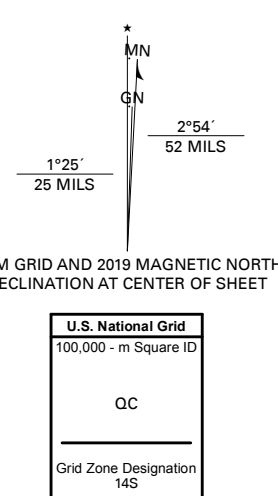 ★
MN
GN
2°54´
52 MILS
1°25´
25 MILS
M GRID AND 2019 MAGNETIC NORTH
ECLINATION AT CENTER OF SHEET
U.S. National Grid
100,000 - m Square ID
QC
Grid Zone Designation
14S